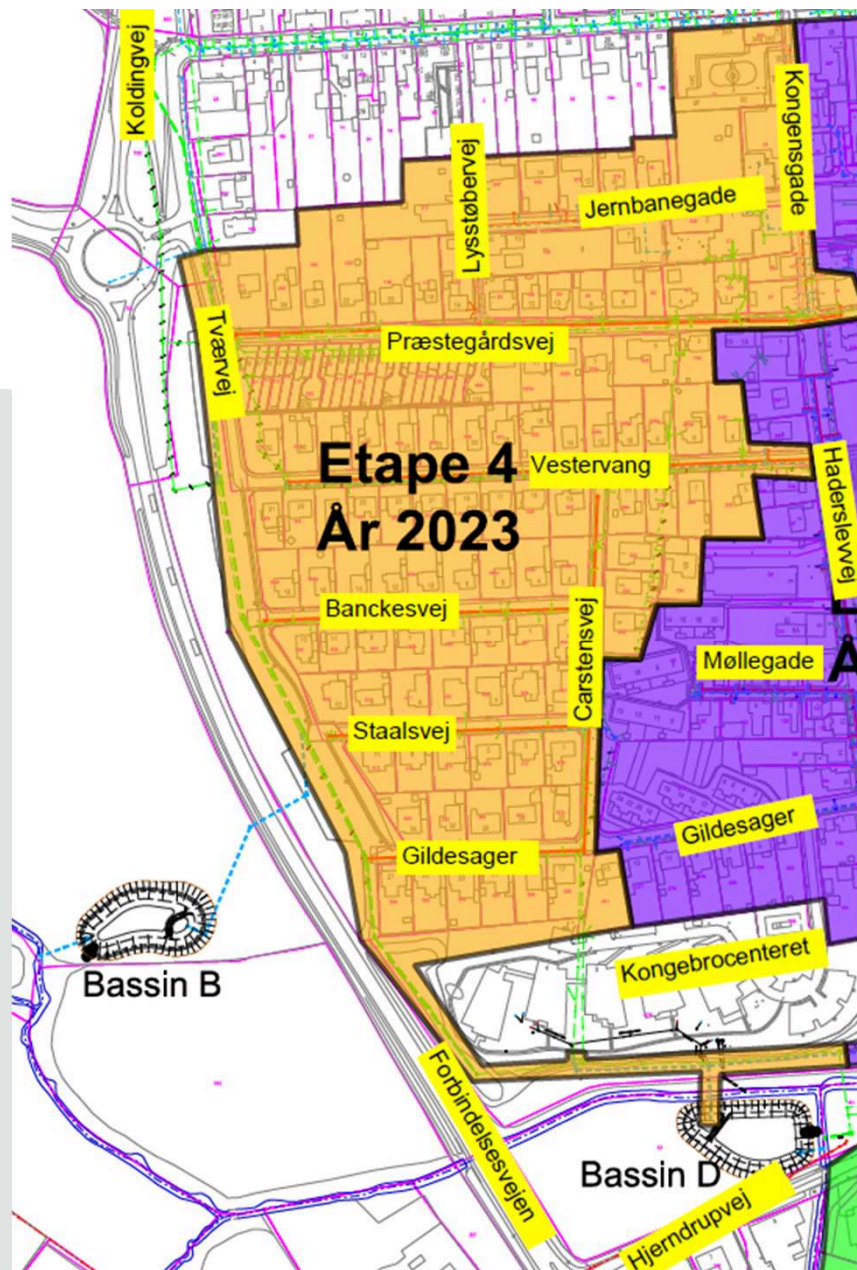 Koldingvej
Kongensgade
Lysstøbervej
Jernbanegade
Tværvej
Præstegårdsvej
Etape 4
År 2023
Vestervang
Haderslevvej
Banckesvej
Carstensvej
Møllegade
Å
Staalsvej
Gildesager
Gildesager
Kongebrocenteret
Bassin B
Forbindelsesvejen
Bassin D
Hjerndrupvej